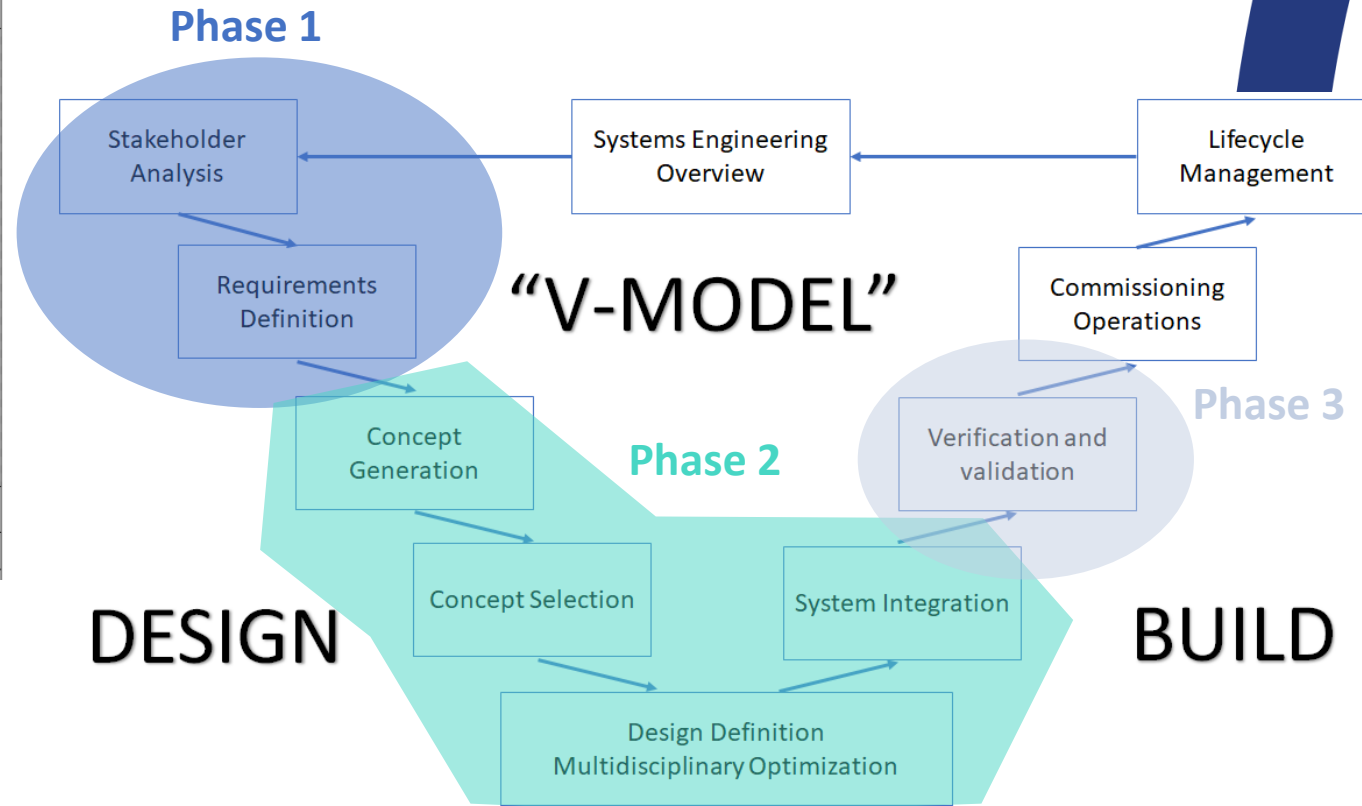 Phase 1
Stakeholder
Analysis
Systems Engineering
Overview
Lifecycle
Management
Requirements
Definition
“V-MODEL”
Commissioning
Operations
Concept
Generation
Phase 2
Verification and
validation
Phase 3
Concept Selection
System Integration
DESIGN
BUILD
Design Definition
Multidisciplinary Optimization